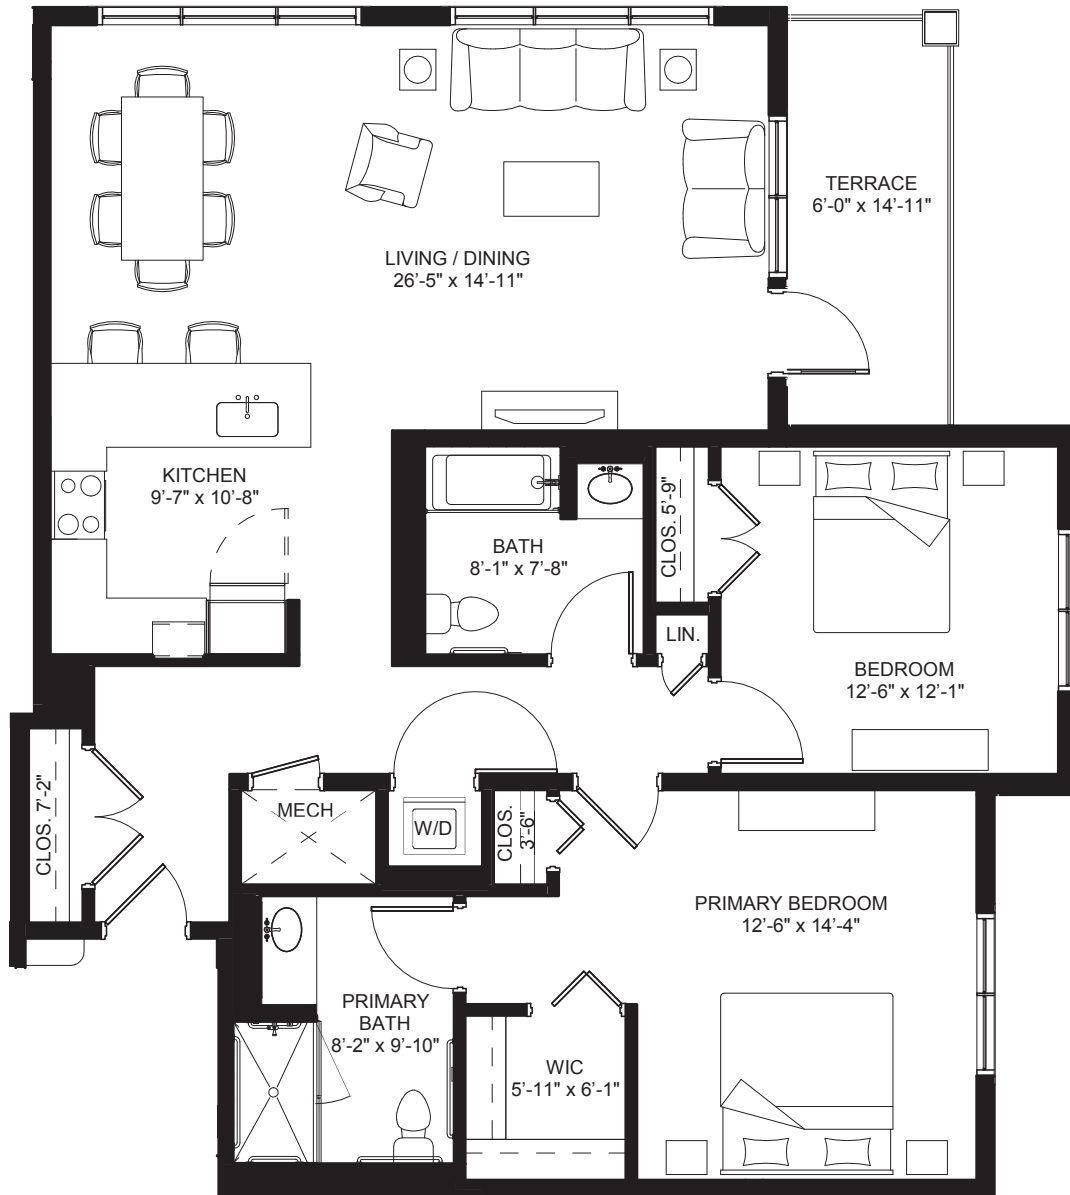 TERRACE
6'-0" x 14'-11"
LIVING / DINING
26'-5" x 14'-11"
KITCHEN
9'-7" x 10'-8"
BATH
8'-1" x 7'-8"
CLOS. 5'-9"
LIN.
BEDROOM
12'-6" x 12'-1"
CLOS. 7'-2"
MECH
W/D
CLOS.
3'-6"
PRIMARY BEDROOM
12'-6" x 14'-4"
PRIMARY
BATH
8'-2" x 9'-10"
WIC
5'-11" x 6'-1"